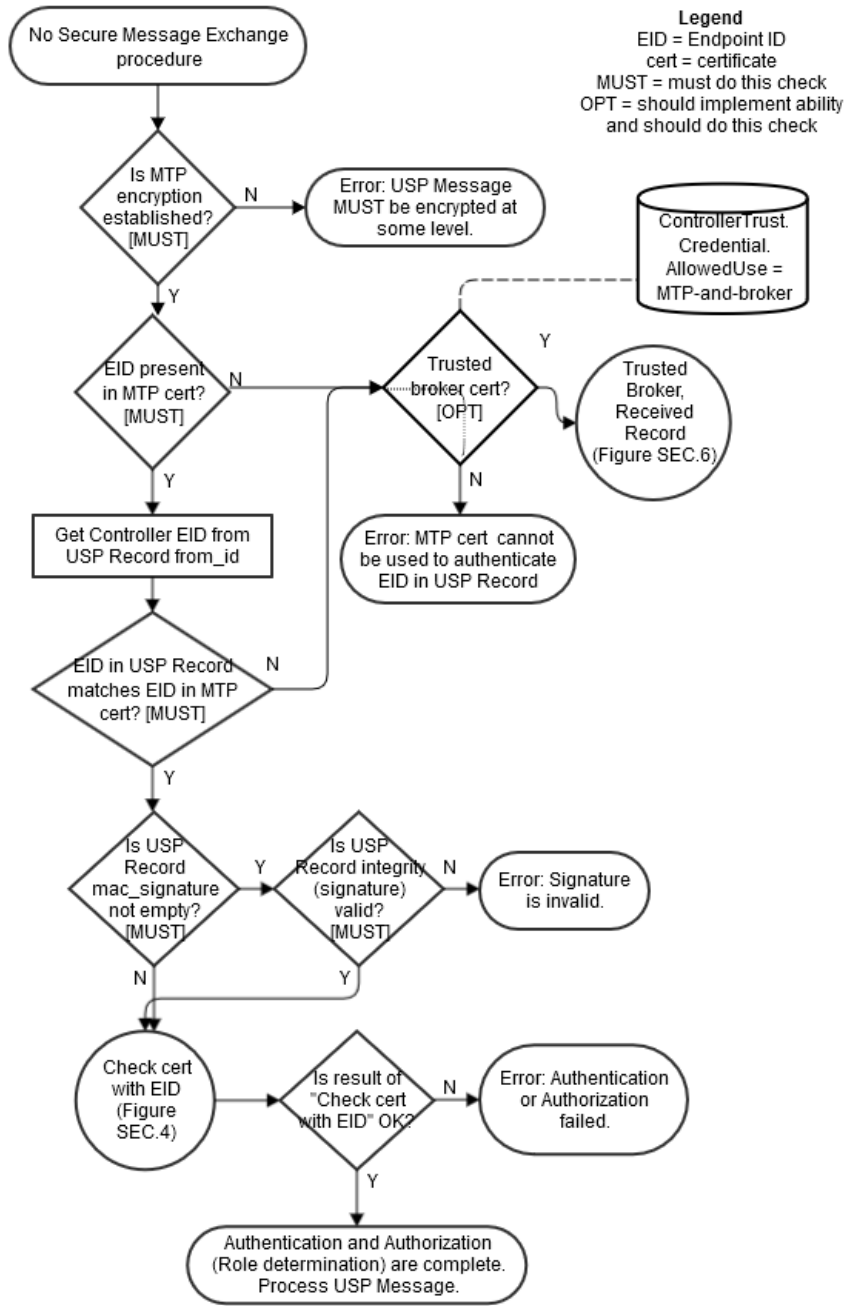 No Secure Message Exchange
procedure
Legend
EID = Endpoint ID
cert = certificate
MUST = must do this check
OPT = should implement ability
and should do this check
Is MTP
encryption
established?
[MUST]
N
Error: USP Message
MUST be encrypted at
some level.
ControllerTrust.
Credential.
AllowedUse =
MTP-and-broker
Y
EID present
in MTP cert?
[MUST]
N
Trusted
broker cert?
[OPT]
Y
Trusted
Broker,
Received
Record
(Figure SEC.6)
Y
N
Get Controller EID from
USP Record from_id
Error: MTP cert cannot
be used to authenticate
EID in USP Record
EID in USP Record
matches EID in MTP
cert? [MUST]
N
Y
Is USP
Record
mac_signature
not empty?
[MUST]
Y
Is USP
Record integrity
(signature)
valid?
[MUST]
N
Error: Signature
is invalid.
N
Y
Check cert
with EID
(Figure
SEC.4)
Is result of
"Check cert
with EID" OK?
N
Error: Authentication
or Authorization
failed.
Y
Authentication and Authorization
(Role determination) are complete.
Process USP Message.